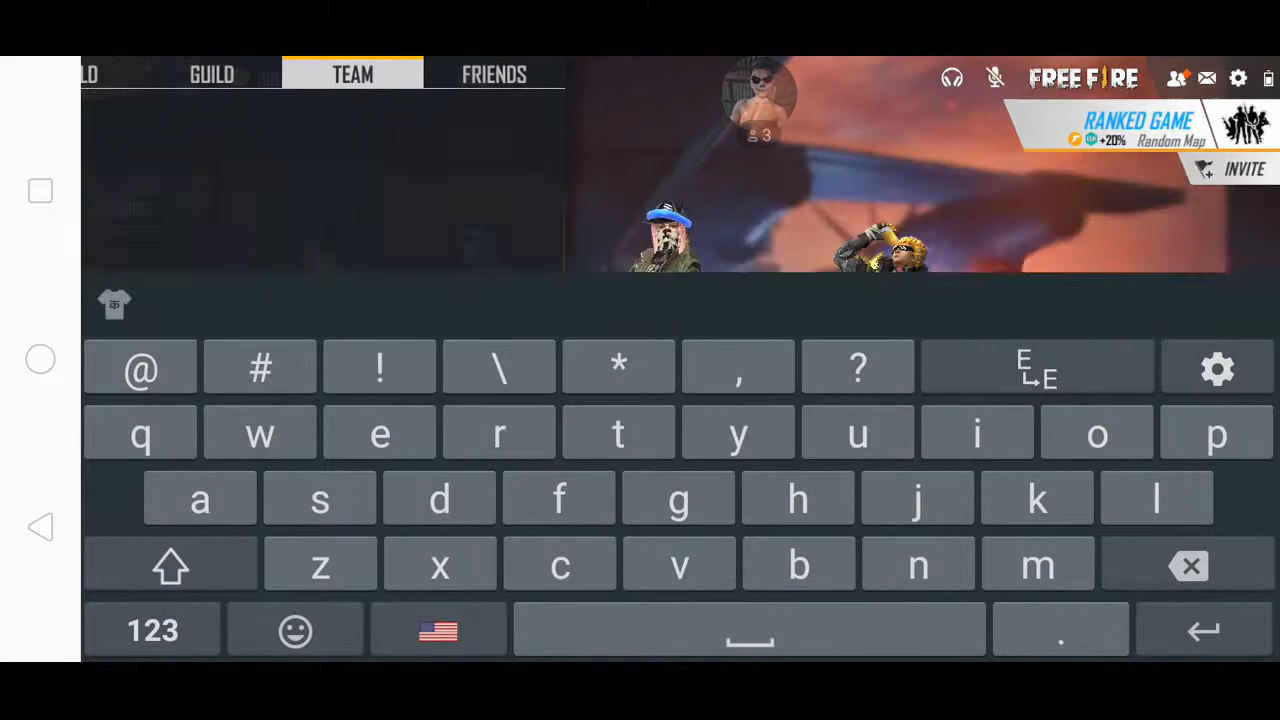 LD GUILD TEAM FRIENDS
FREE FIRE
RANKED GAME
+20% Random Map
3
INVITE
क
@ # ! \ * , ? E E
q w e r t y u i o p
a s d f g h j k l
z x c v b n m
123 .